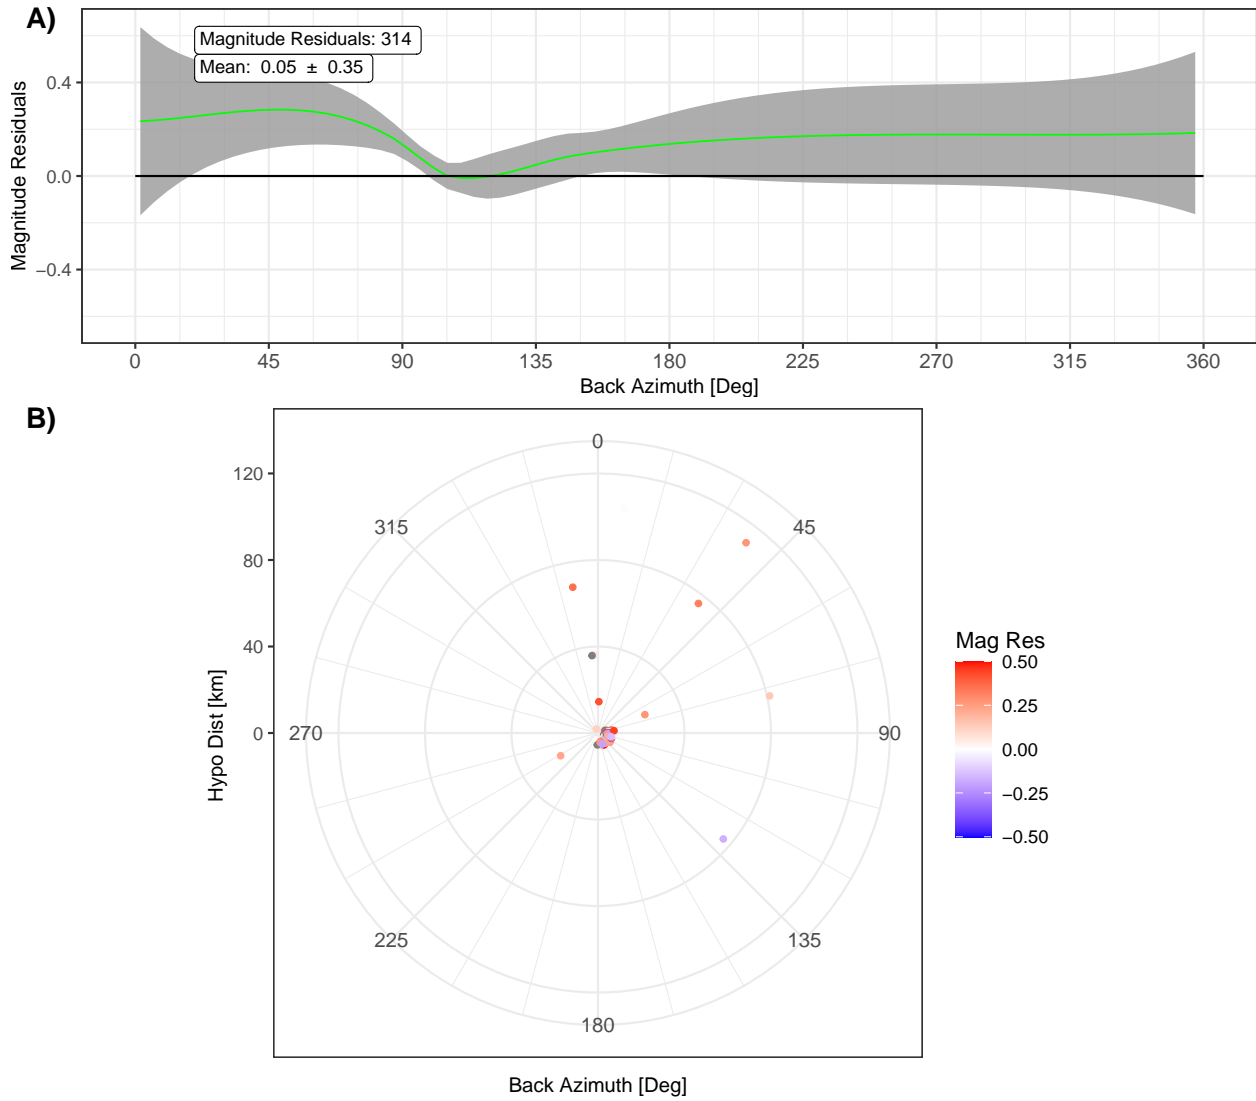 A)
Magnitude Residuals: 314
Mean:  0.05  ±  0.35
Magnitude Residuals
0.4
0.0
−0.4
0 45 90 135 180 225 270 315 360
Back Azimuth [Deg]
B)
Hypo Dist [km]
120
80
40
0
0
45
90
135
180
225
270
315
Back Azimuth [Deg]
Mag Res
0.50
0.25
0.00
−0.25
−0.50